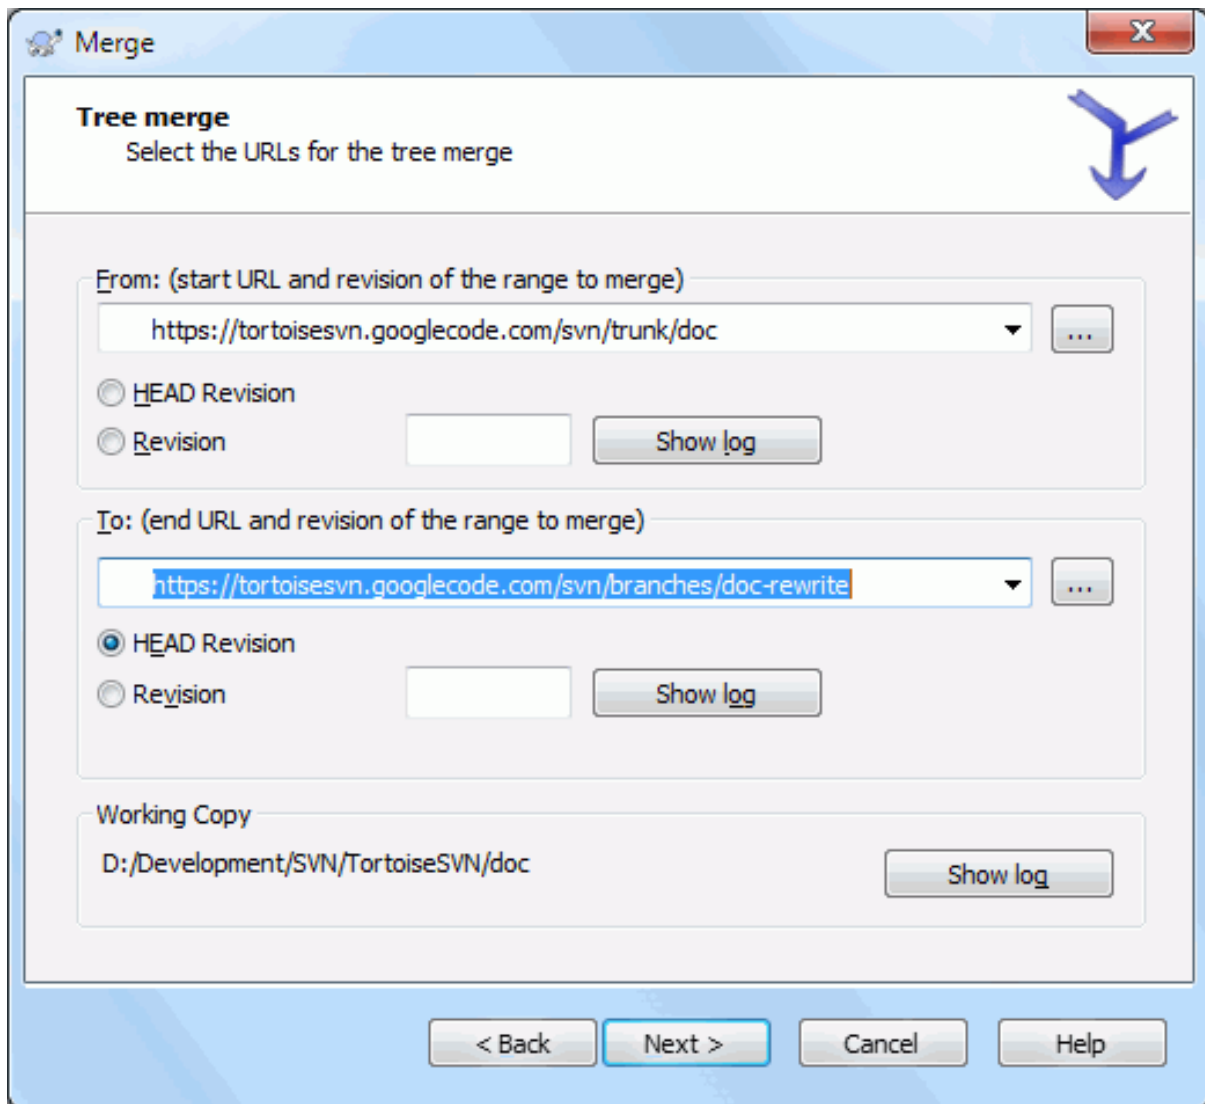 Merge
X
Tree merge
Select the URLs for the tree merge
From: (start URL and revision of the range to merge)
https://tortoisesvn.googlecode.com/svn/trunk/doc
...
HEAD Revision
Revision
Show log
To: (end URL and revision of the range to merge)
https://tortoisesvn.googlecode.com/svn/branches/doc-rewrite
...
HEAD Revision
Revision
Show log
Working Copy
D:/Development/SVN/TortoiseSVN/doc
Show log
< Back
Next >
Cancel
Help